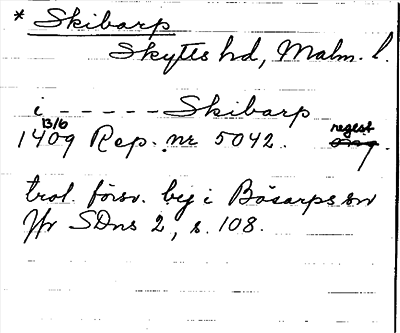 * Skibarp
Skytts hd, Malm. l.
i - - - - - Skibarp
13/6
1409 Rep. nr 5042. regest
trol. försv. by i Bösarps sn
Jfr SDns 2, s. 108.